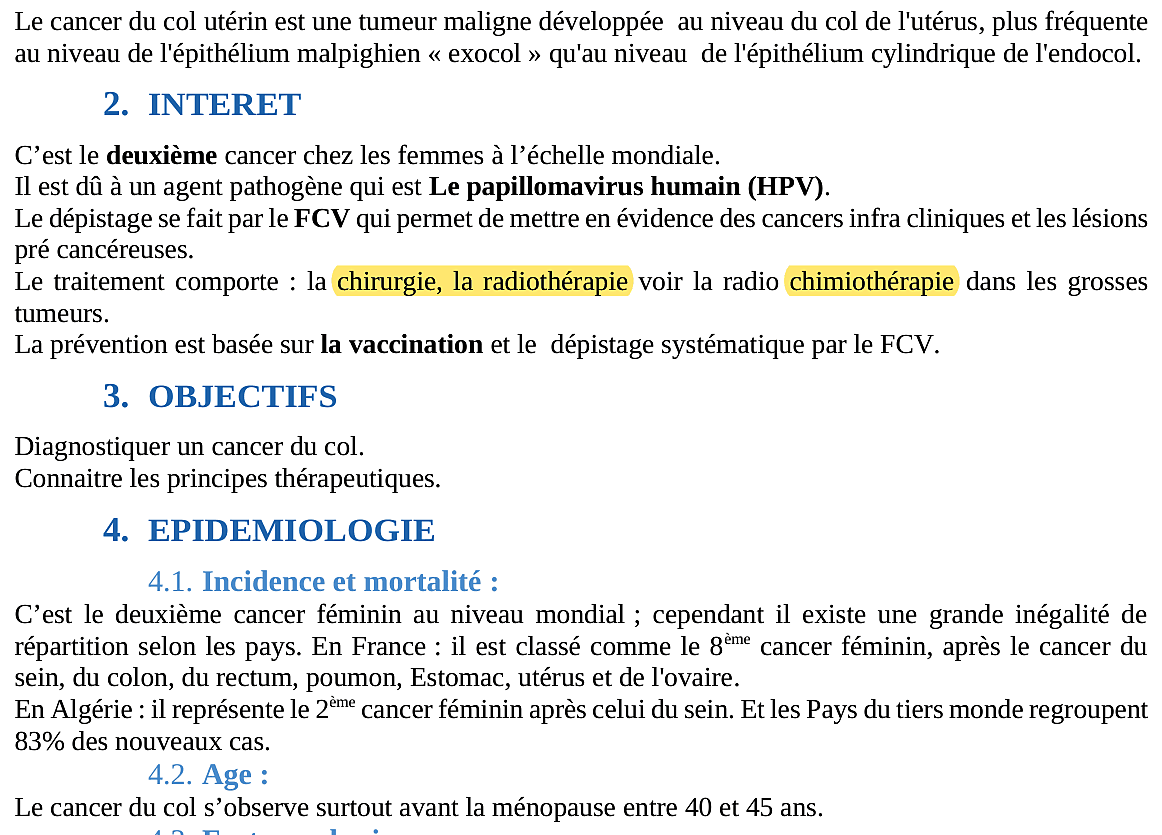 Le cancer du col utérin est une tumeur maligne développée au niveau du col de l'utérus, plus fréquente
au niveau de l'épithélium malpighien « exocol » qu'au niveau de l'épithélium cylindrique de l'endocol.
2. INTERET
C’est le deuxième cancer chez les femmes à l’échelle mondiale.
Il est dû à un agent pathogène qui est Le papillomavirus humain (HPV).
Le dépistage se fait par le FCV qui permet de mettre en évidence des cancers infra cliniques et les lésions
pré cancéreuses.
Le traitement comporte : la chirurgie, la radiothérapie voir la radio chimiothérapie dans les grosses
tumeurs.
La prévention est basée sur la vaccination et le dépistage systématique par le FCV.
3. OBJECTIFS
Diagnostiquer un cancer du col.
Connaitre les principes thérapeutiques.
4. EPIDEMIOLOGIE
4.1. Incidence et mortalité :
C’est le deuxième cancer féminin au niveau mondial ; cependant il existe une grande inégalité de
répartition selon les pays. En France : il est classé comme le 8ème cancer féminin, après le cancer du
sein, du colon, du rectum, poumon, Estomac, utérus et de l'ovaire.
En Algérie : il représente le 2ème cancer féminin après celui du sein. Et les Pays du tiers monde regroupent
83% des nouveaux cas.
4.2. Age :
Le cancer du col s’observe surtout avant la ménopause entre 40 et 45 ans.